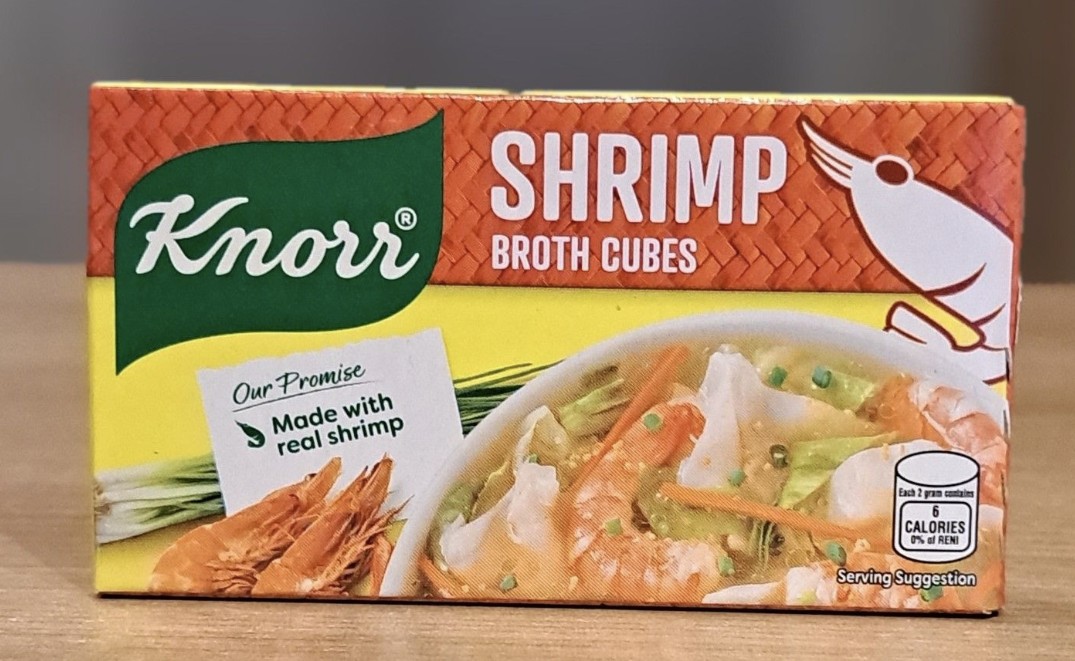 Knorr®
SHRIMP
BROTH CUBES
Our Promise
Made with
real shrimp
Each 2 gram contains
6
CALORIES
0% of RENI
Serving Suggestion